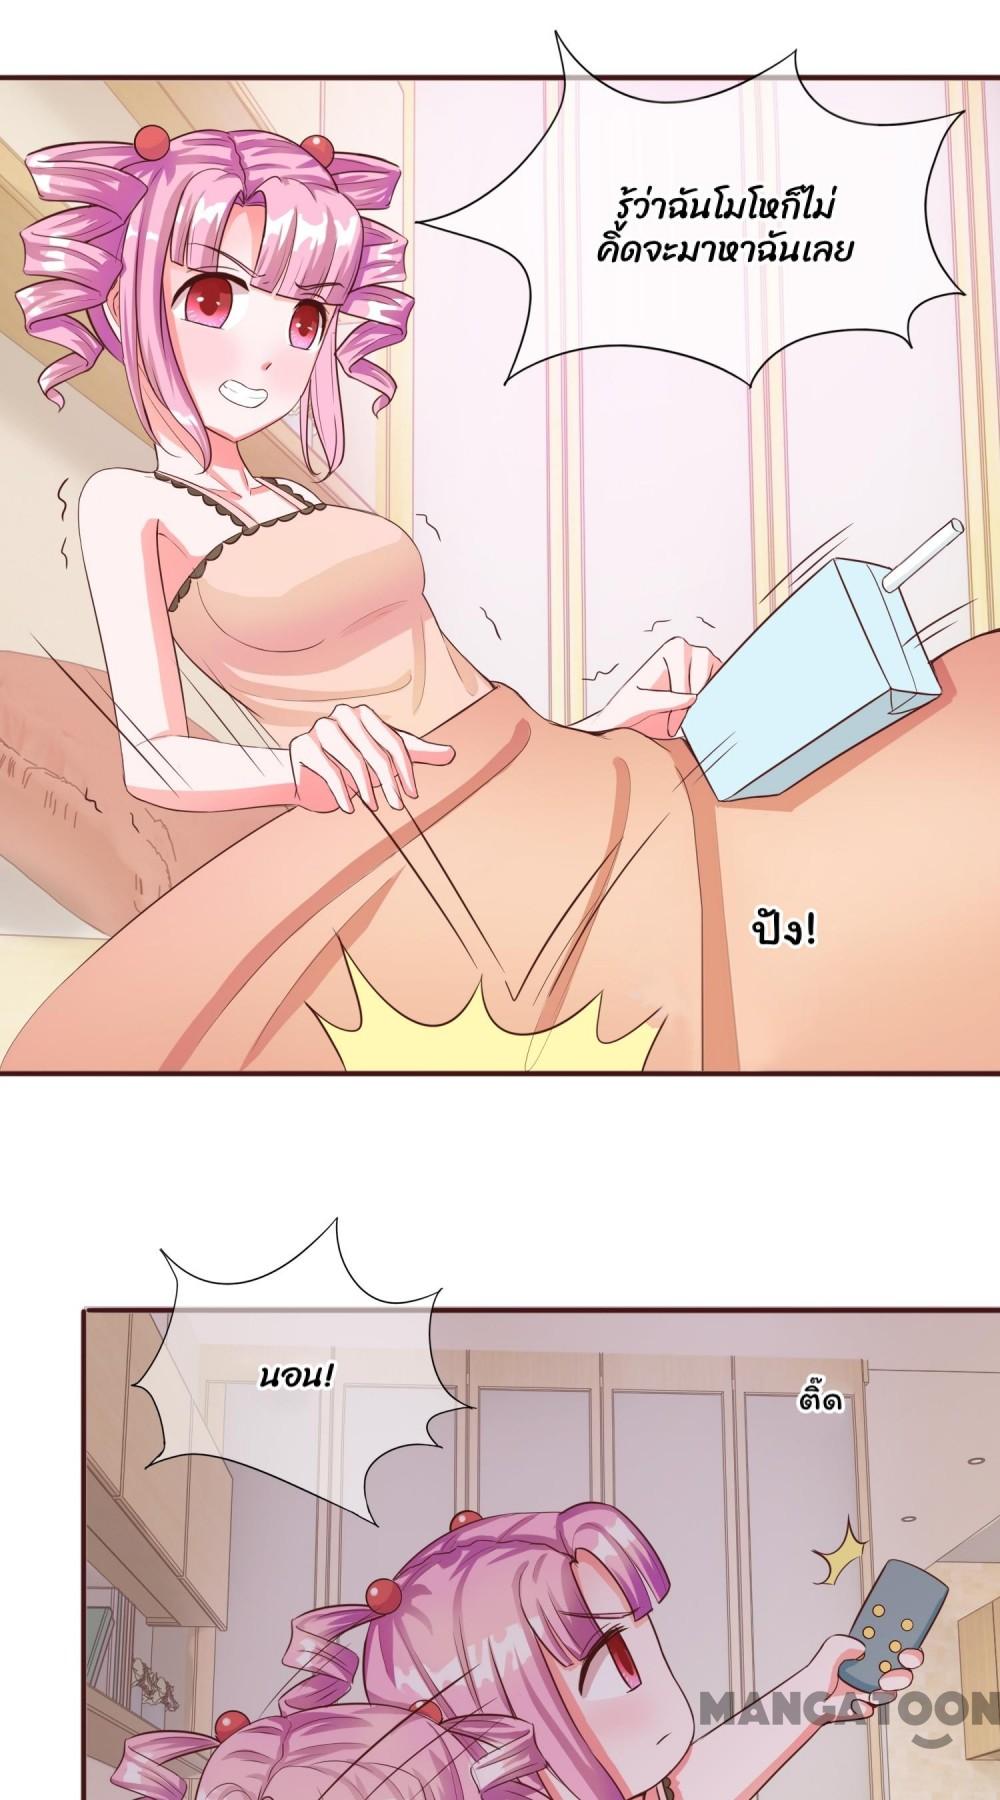 รู้ว่าฉันโมโหก็ไม่
คิดจะมาหาฉันเลย
ปัง!
นอน!
ติ๊ด
MANGATOON